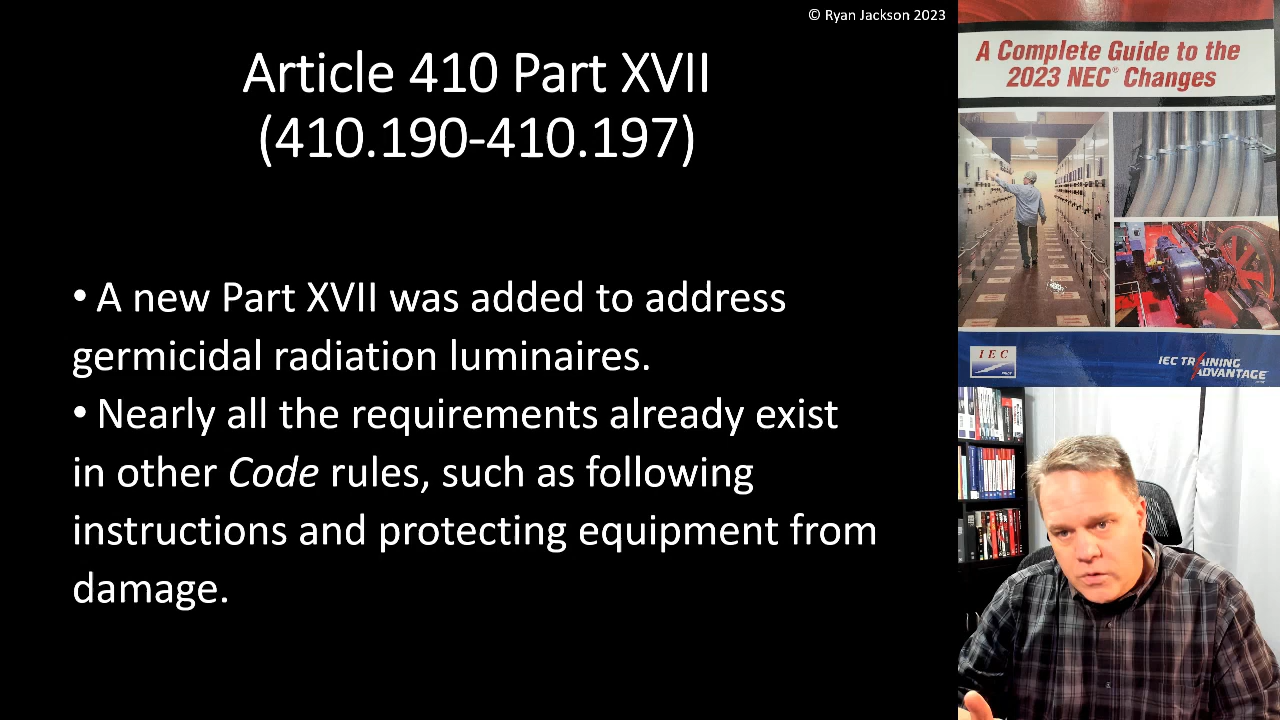 © Ryan Jackson 2023
Article 410 Part XVII
(410.190-410.197)
• A new Part XVII was added to address
germicidal radiation luminaires.
• Nearly all the requirements already exist
in other Code rules, such as following
instructions and protecting equipment from
damage.
A Complete Guide to the
2023 NEC® Changes
IEC
IEC TRAINING
ADVANTAGE